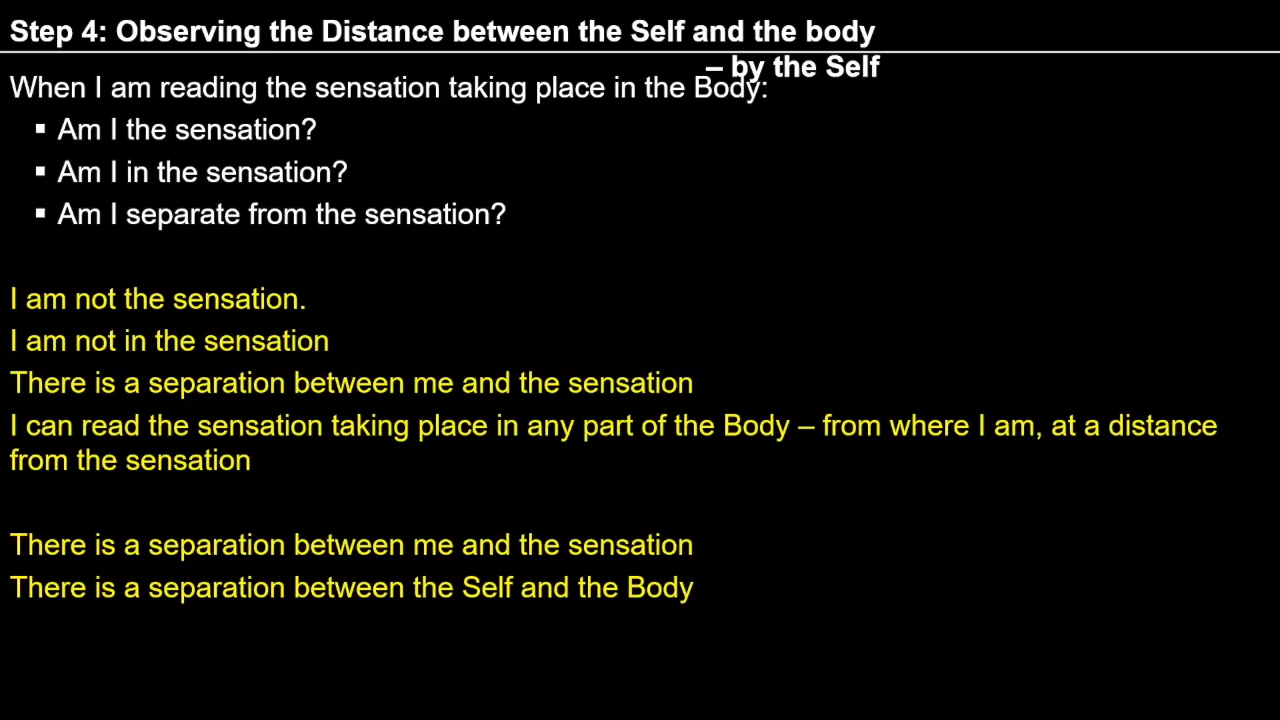 Step 4: Observing the Distance between the Self and the body
– by the Self
When I am reading the sensation taking place in the Body:
▪ Am I the sensation?
▪ Am I in the sensation?
▪ Am I separate from the sensation?
I am not the sensation.
I am not in the sensation
There is a separation between me and the sensation
I can read the sensation taking place in any part of the Body – from where I am, at a distance
from the sensation
There is a separation between me and the sensation
There is a separation between the Self and the Body